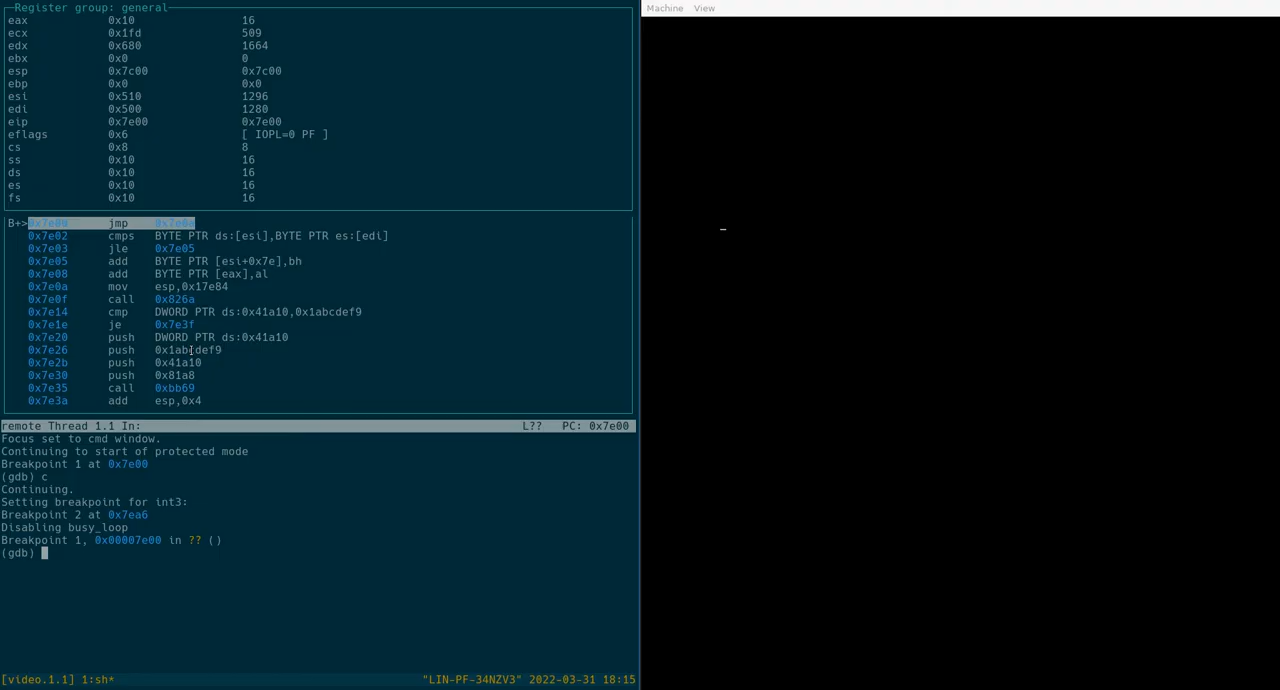 Register group: general
eax 0x10 16
ecx 0x1fd 509
edx 0x680 1664
ebx 0x0 0
esp 0x7c00 0x7c00
ebp 0x0 0x0
esi 0x510 1296
edi 0x500 1280
eip 0x7e00 0x7e00
eflags 0x6 [ IOPL=0 PF ]
cs 0x8 8
ss 0x10 16
ds 0x10 16
es 0x10 16
fs 0x10 16
B+>0x7e00 jmp 0x7e0a
0x7e02 cmps BYTE PTR ds:[esi],BYTE PTR es:[edi]
0x7e03 jle 0x7e05
0x7e05 add BYTE PTR [esi+0x7e],bh
0x7e08 add BYTE PTR [eax],al
0x7e0a mov esp,0x17e84
0x7e0f call 0x826a
0x7e14 cmp DWORD PTR ds:0x41a10,0x1abcdef9
0x7e1e je 0x7e3f
0x7e20 push DWORD PTR ds:0x41a10
0x7e26 push 0x1abcdef9
0x7e2b push 0x41a10
0x7e30 push 0x81a8
0x7e35 call 0xbb69
0x7e3a add esp,0x4
remote Thread 1.1 In: L?? PC: 0x7e00
Focus set to cmd window.
Continuing to start of protected mode
Breakpoint 1 at 0x7e00
(gdb) c
Continuing.
Setting breakpoint for int3:
Breakpoint 2 at 0x7ea6
Disabling busy_loop
Breakpoint 1, 0x00007e00 in ?? ()
(gdb)
[video.1.1] 1:sh* "LIN-PF-34NZV3" 2022-03-31 18:15
Machine View
_